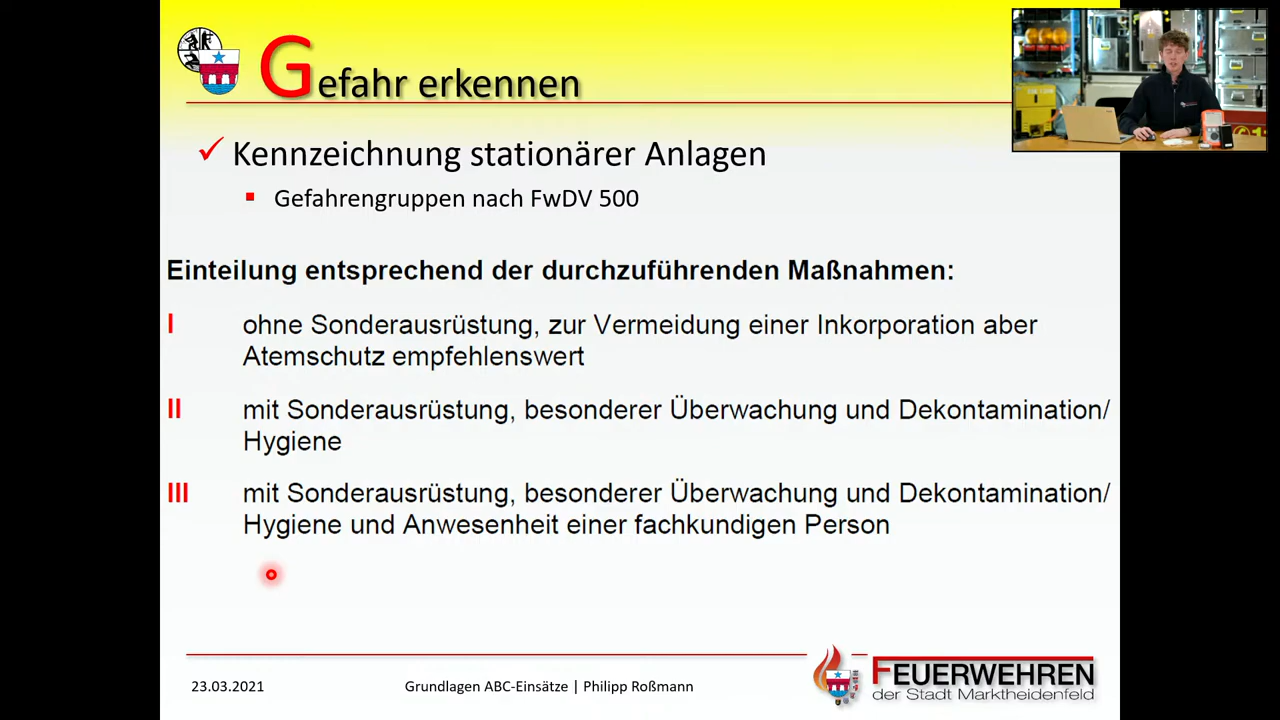 Gefahr erkennen
Kennzeichnung stationärer Anlagen
Gefahrengruppen nach FwDV 500
Einteilung entsprechend der durchzuführenden Maßnahmen:
I ohne Sonderausrüstung, zur Vermeidung einer Inkorporation aber
Atemschutz empfehlenswert
II mit Sonderausrüstung, besonderer Überwachung und Dekontamination/
Hygiene
III mit Sonderausrüstung, besonderer Überwachung und Dekontamination/
Hygiene und Anwesenheit einer fachkundigen Person
23.03.2021
Grundlagen ABC-Einsätze | Philipp Roßmann
FEUERWEHREN
der Stadt Marktheidenfeld